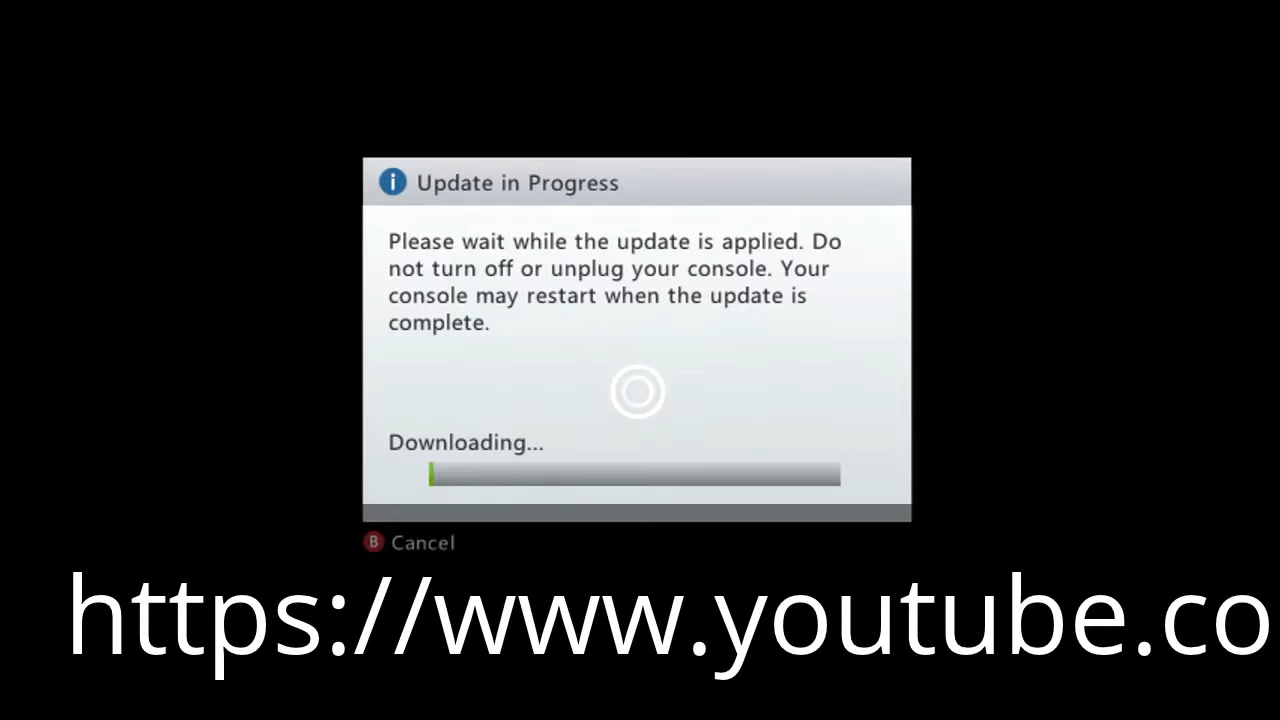 i Update in Progress
Please wait while the update is applied. Do
not turn off or unplug your console. Your
console may restart when the update is
complete.
Downloading...
B Cancel
https://www.youtube.co